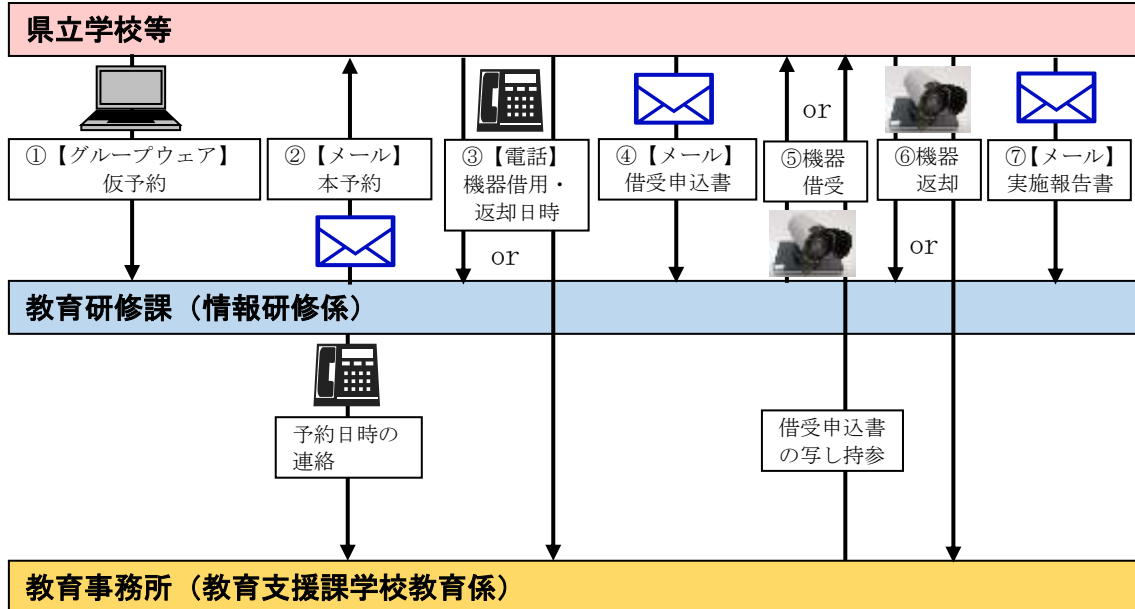 県立学校等
①【グループウェア】
仮予約
②【メール】
本予約
③【電話】
機器借用・
返却日時
④【メール】
借受申込書
or
⑤機器
借受
⑥機器
返却
⑦【メール】
実施報告書
or
or
教育研修課（情報研修係）
予約日時の
連絡
借受申込書
の写し持参
教育事務所（教育支援課学校教育係）